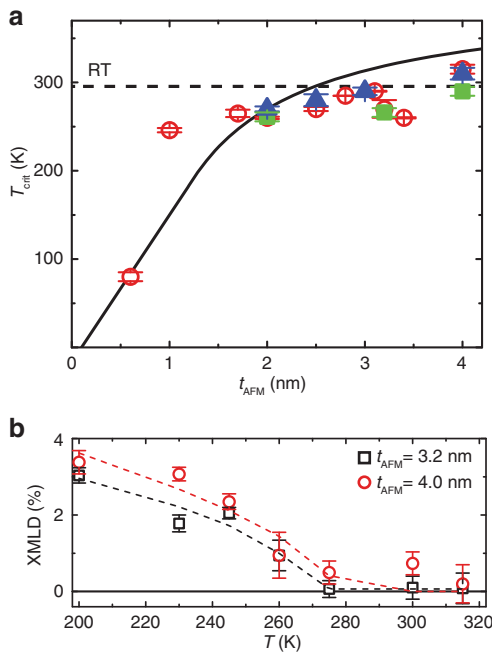 a
RT
300
200
100
0
T_crit (K)
0 1 2 3 4
t_AFM (nm)
b
4
2
0
XMLD (%)
t_AFM = 3.2 nm
t_AFM = 4.0 nm
200 220 240 260 280 300 320
T (K)